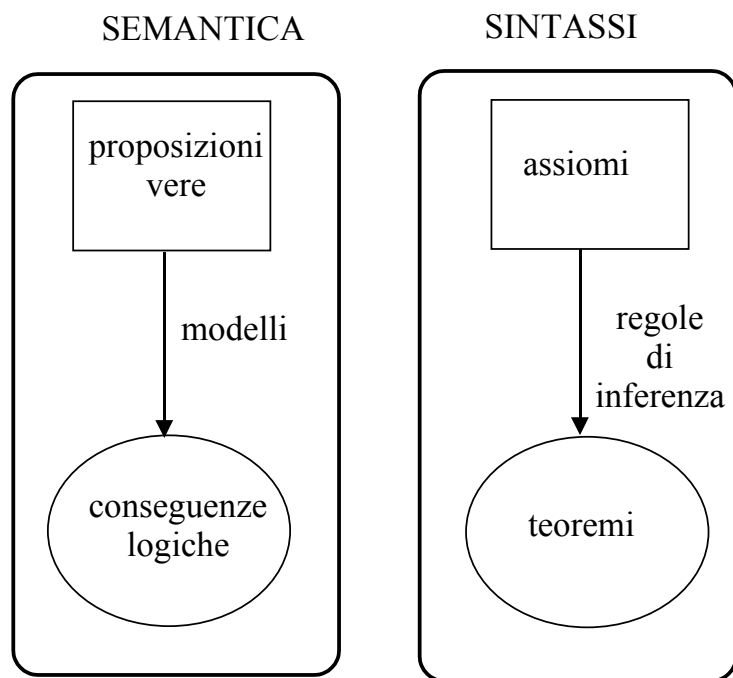 SEMANTICA
proposizioni
vere
modelli
conseguenze
logiche
SINTASSI
assiomi
regole
di
inferenza
teoremi